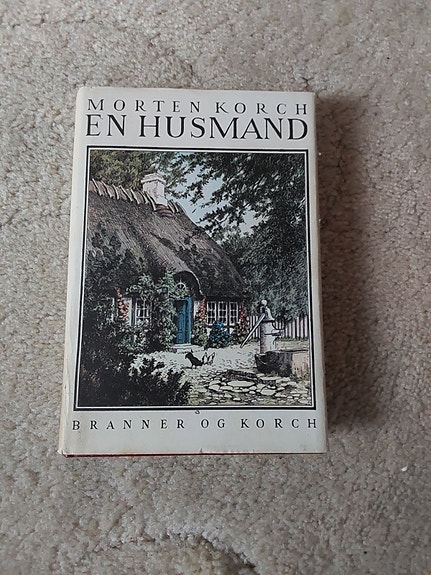 MORTEN KORCH
EN HUSMAND
BRANNER OG KORCH